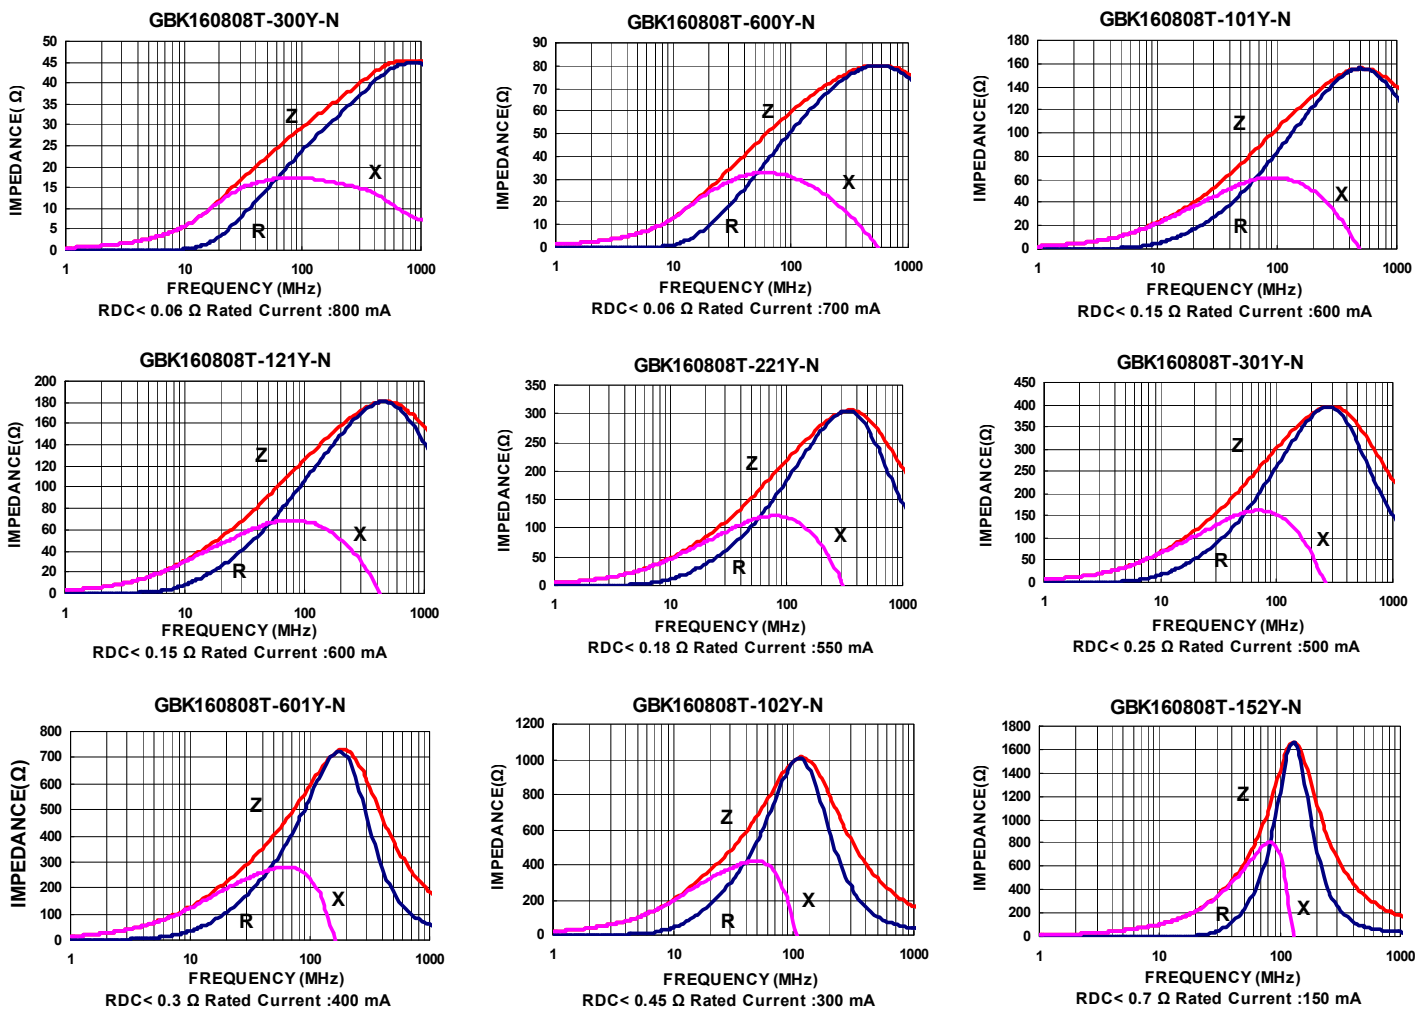 GBK160808T-300Y-N
IMPEDANCE( Ω)
50
45
40
35
30
25
20
15
10
5
0
Z
X
R
1 10 100 1000
FREQUENCY (MHz)
RDC< 0.06 Ω Rated Current :800 mA
GBK160808T-600Y-N
IMPEDANCE(Ω)
90
80
70
60
50
40
30
20
10
0
Z
X
R
1 10 100 1000
FREQUENCY (MHz)
RDC< 0.06 Ω Rated Current :700 mA
GBK160808T-101Y-N
IMPEDANCE(Ω)
180
160
140
120
100
80
60
40
20
0
Z
X
R
1 10 100 1000
FREQUENCY (MHz)
RDC< 0.15 Ω Rated Current :600 mA
GBK160808T-121Y-N
IMPEDANCE(Ω)
200
180
160
140
120
100
80
60
40
20
0
Z
X
R
1 10 100 1000
FREQUENCY (MHz)
RDC< 0.15 Ω Rated Current :600 mA
GBK160808T-221Y-N
IMPEDANCE(Ω)
350
300
250
200
150
100
50
0
Z
X
R
1 10 100 1000
FREQUENCY (MHz)
RDC< 0.18 Ω Rated Current :550 mA
GBK160808T-301Y-N
IMPEDANCE(Ω)
450
400
350
300
250
200
150
100
50
0
Z
X
R
1 10 100 1000
FREQUENCY (MHz)
RDC< 0.25 Ω Rated Current :500 mA
GBK160808T-601Y-N
IMPEDANCE(Ω)
800
700
600
500
400
300
200
100
0
Z
X
R
1 10 100 1000
FREQUENCY (MHz)
RDC< 0.3 Ω Rated Current :400 mA
GBK160808T-102Y-N
IMPEDANCE(Ω)
1200
1000
800
600
400
200
0
Z
X
R
1 10 100 1000
FREQUENCY (MHz)
RDC< 0.45 Ω Rated Current :300 mA
GBK160808T-152Y-N
IMPEDANCE(Ω)
1800
1600
1400
1200
1000
800
600
400
200
0
Z
R
X
1 10 100 1000
FREQUENCY (MHz)
RDC< 0.7 Ω Rated Current :150 mA